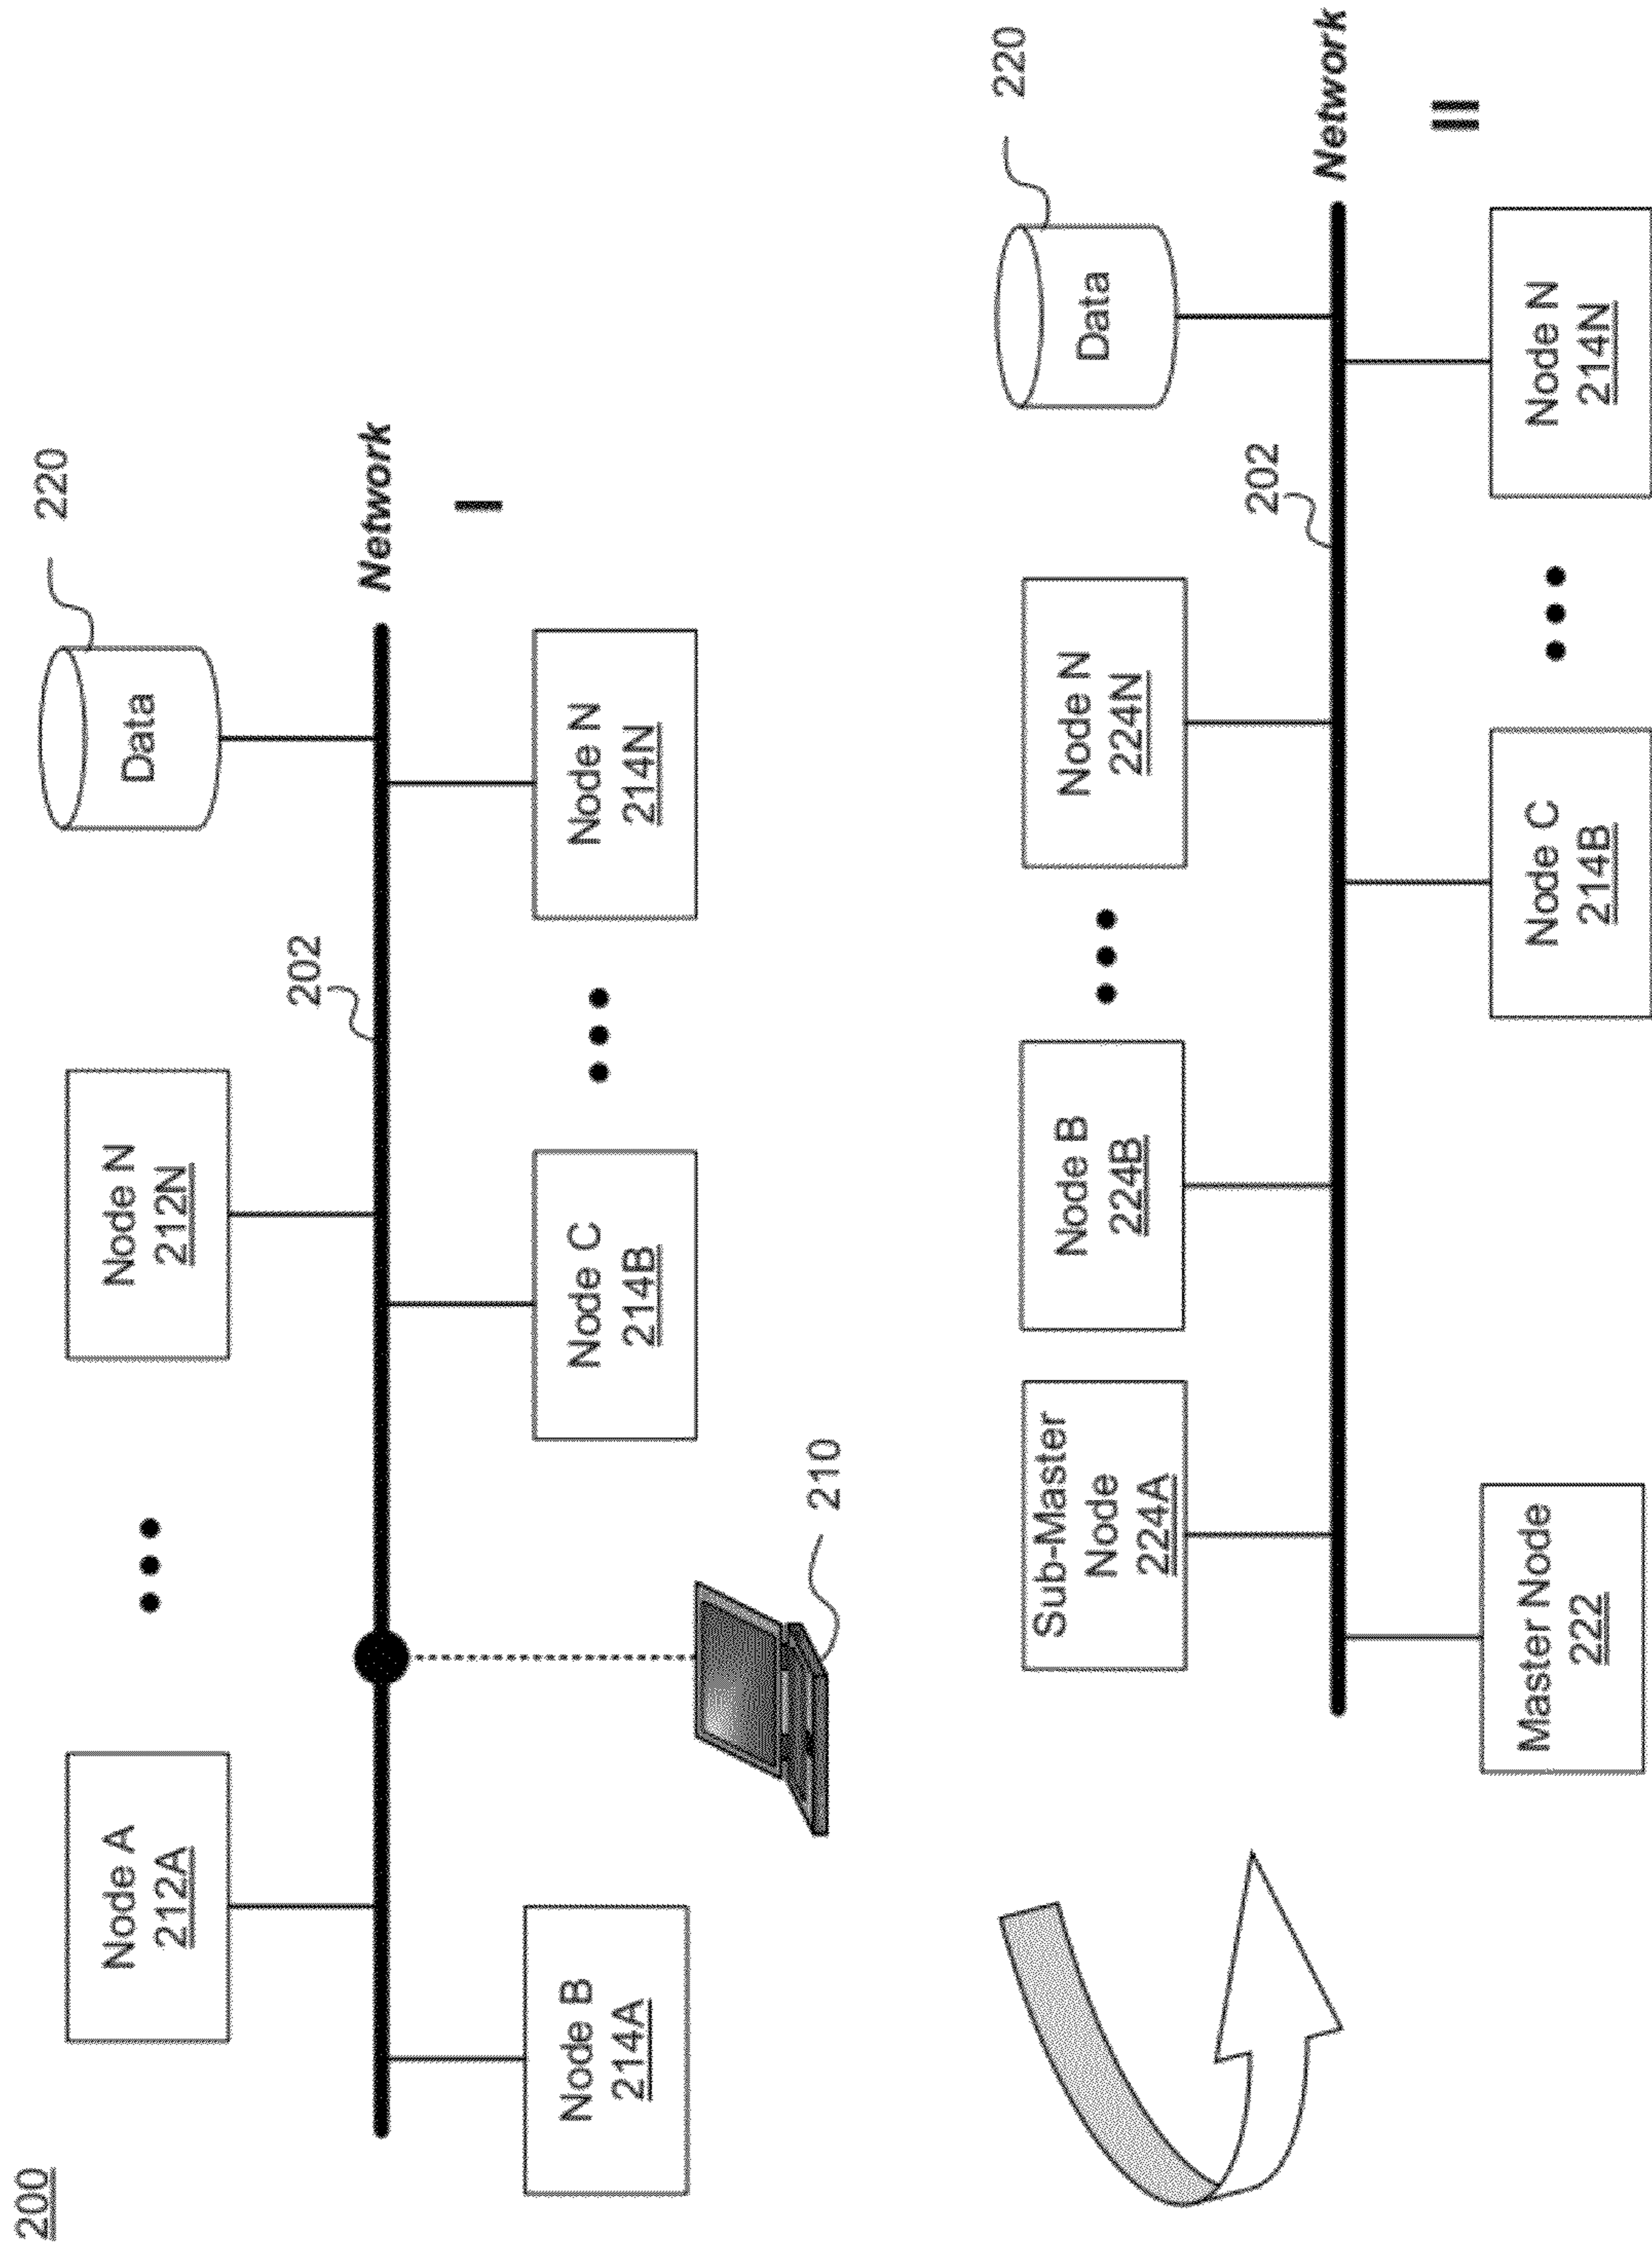 200
Node A
212A
Node N
212N
Data
220
202
Network
I
Node B
214A
Node C
214B
Node N
214N
210
Sub-Master
Node
224A
Node B
224B
Node N
224N
Data
220
202
Network
II
Master Node
222
Node C
214B
Node N
214N